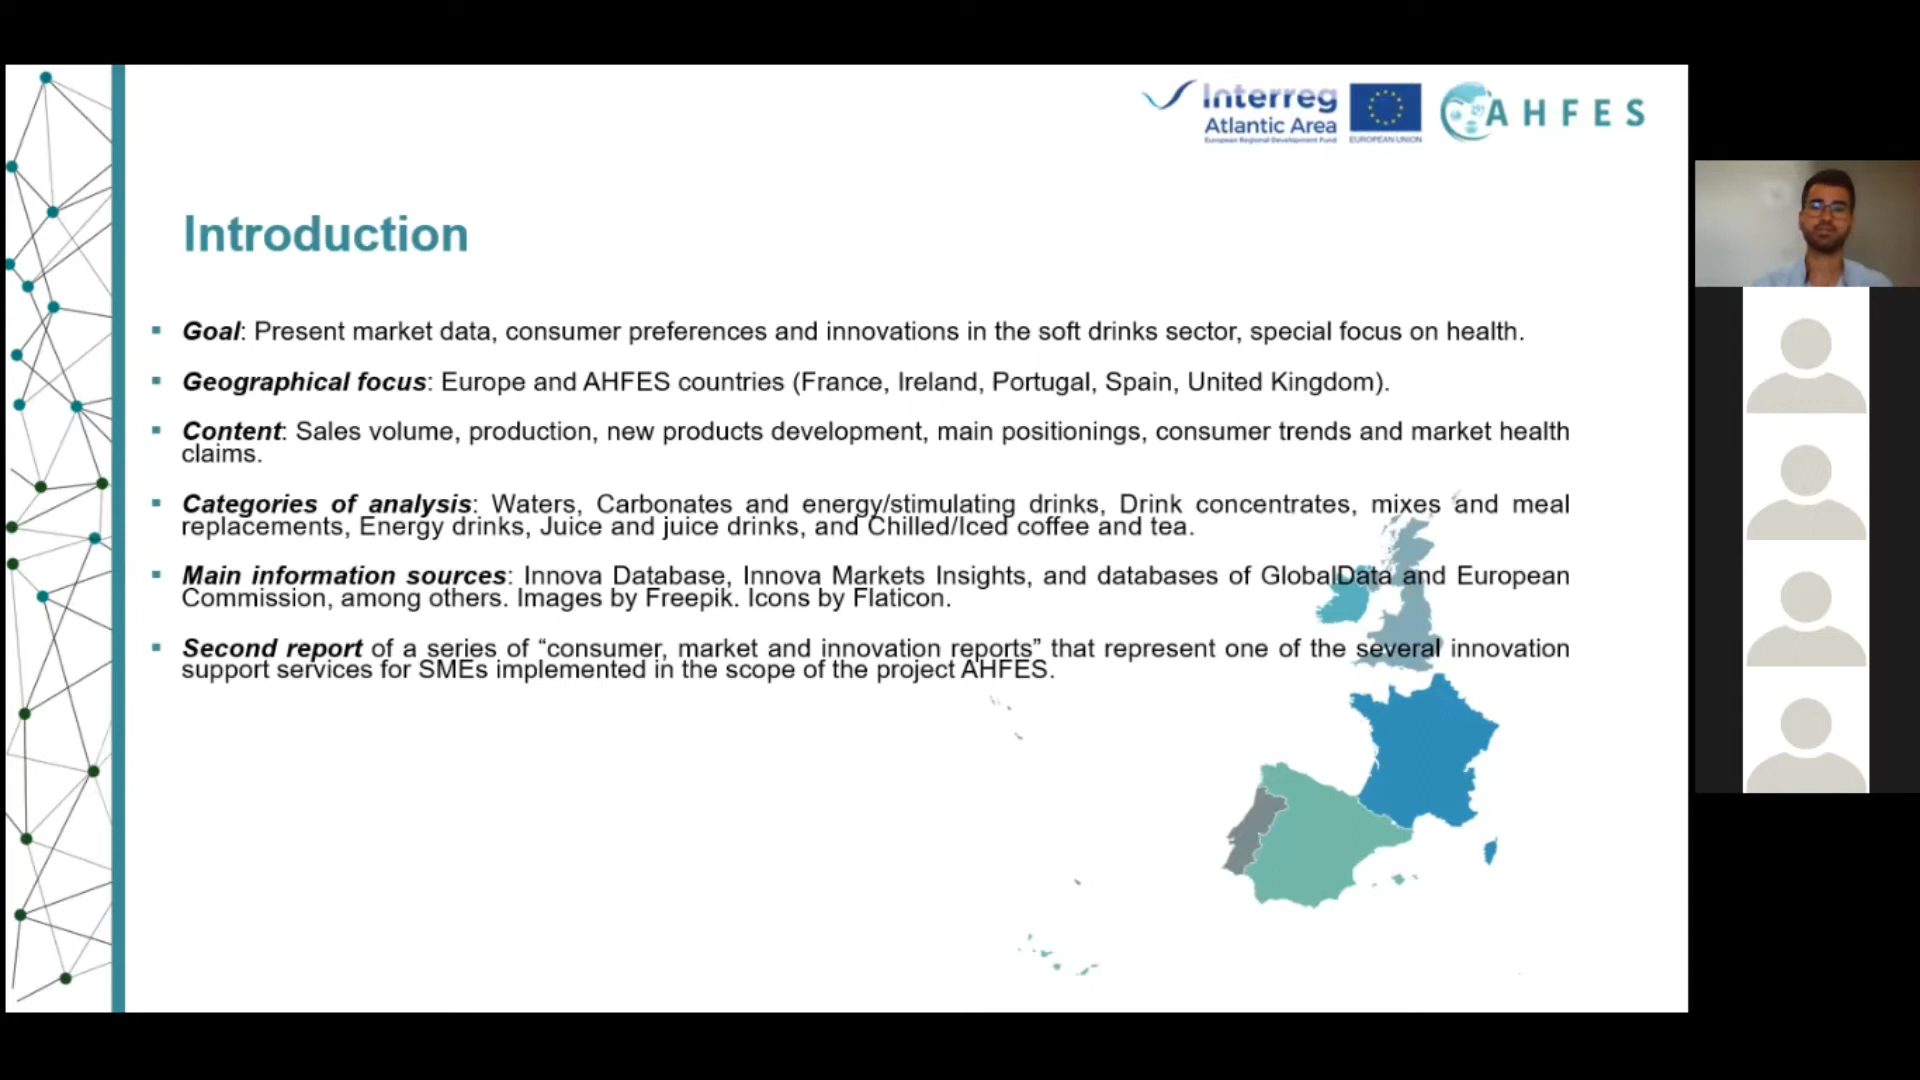 Interreg
Atlantic Area
European Regional Development Fund
EUROPEAN UNION
AHFES
Introduction
Goal: Present market data, consumer preferences and innovations in the soft drinks sector, special focus on health.
Geographical focus: Europe and AHFES countries (France, Ireland, Portugal, Spain, United Kingdom).
Content: Sales volume, production, new products development, main positionings, consumer trends and market health
claims.
Categories of analysis: Waters, Carbonates and energy/stimulating drinks, Drink concentrates, mixes and meal
replacements, Energy drinks, Juice and juice drinks, and Chilled/Iced coffee and tea.
Main information sources: Innova Database, Innova Markets Insights, and databases of GlobalData and European
Commission, among others. Images by Freepik. Icons by Flaticon.
Second report of a series of “consumer, market and innovation reports” that represent one of the several innovation
support services for SMEs implemented in the scope of the project AHFES.